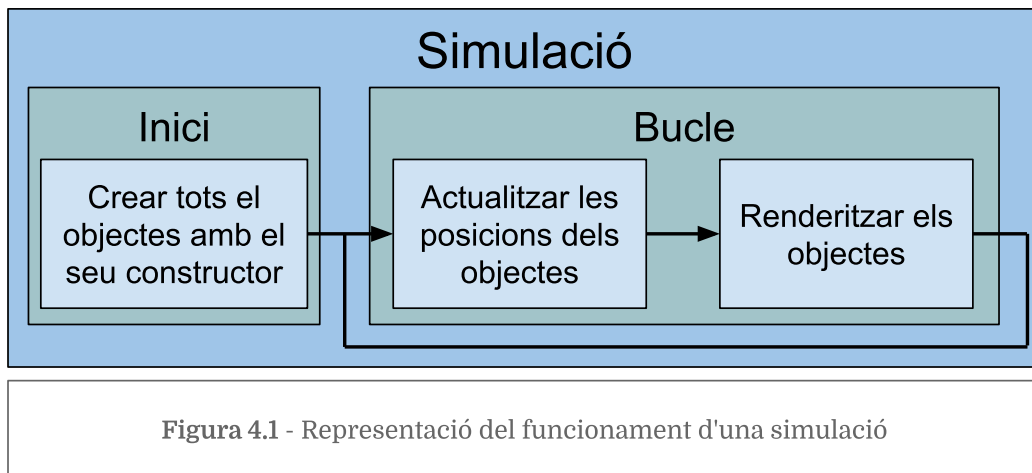 Simulació
Inici
Crear tots el
objectes amb el
seu constructor
Bucle
Actualitzar les
posicions dels
objectes
Renderitzar els
objectes
Figura 4.1 - Representació del funcionament d'una simulació